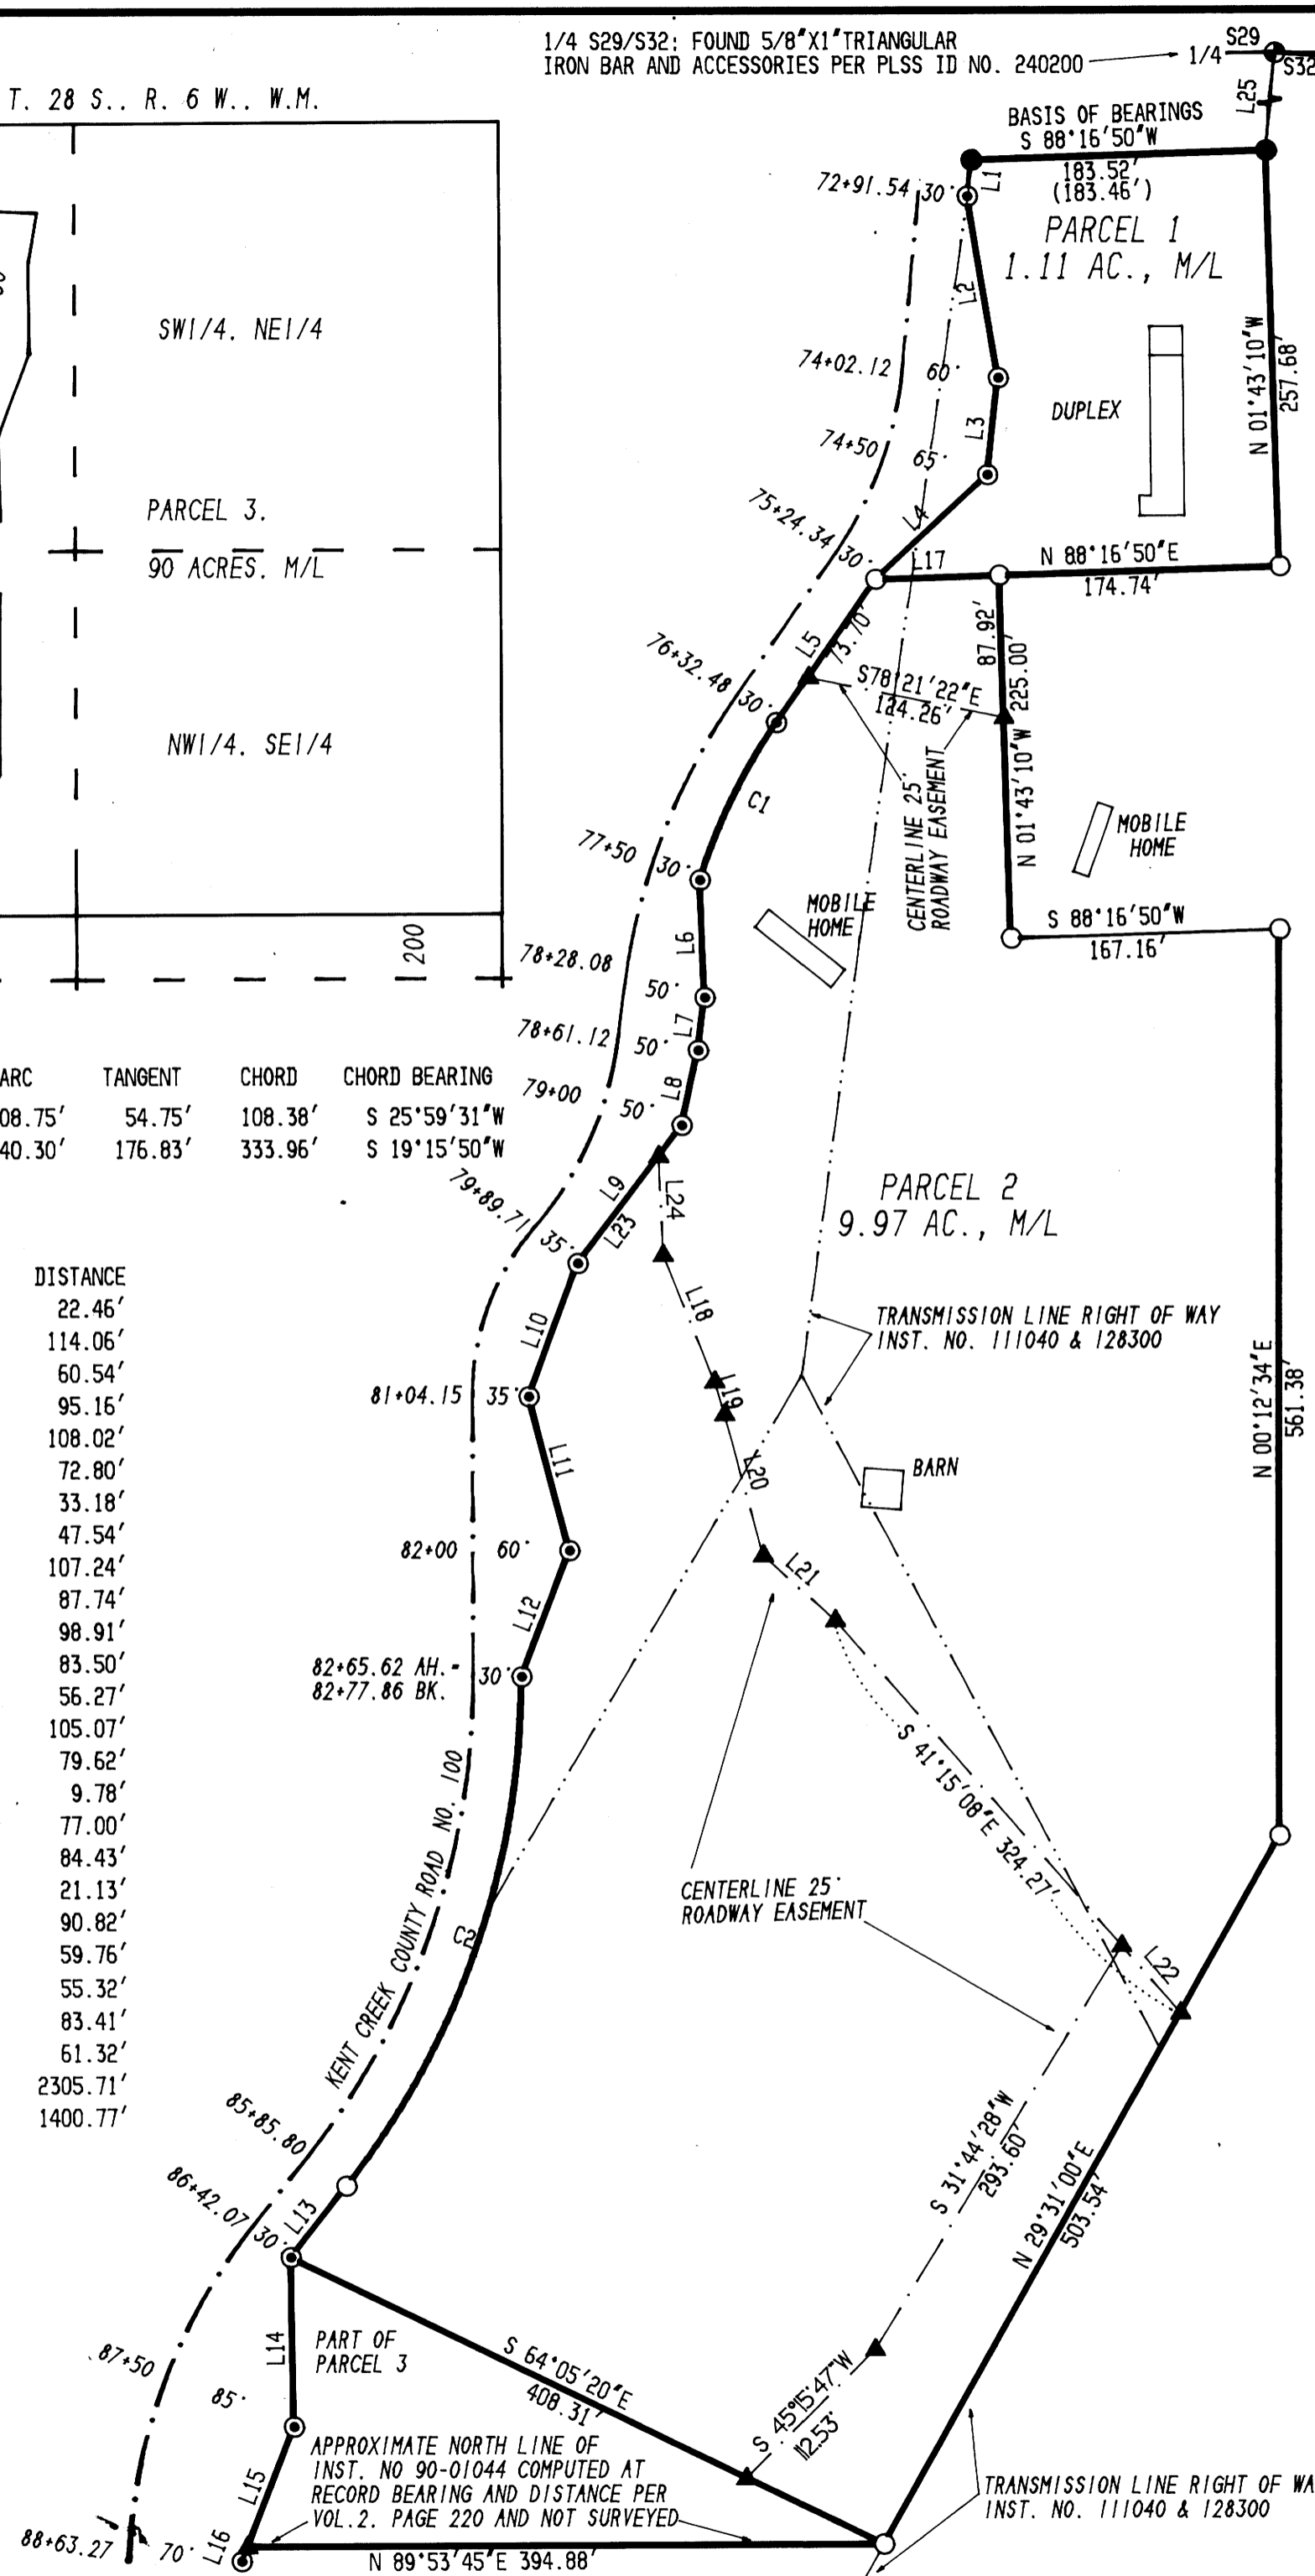 1/4 S29/S32: FOUND 5/8"X1" TRIANGULAR
IRON BAR AND ACCESSORIES PER PLSS ID NO. 240200
1/4
S29
S32
L25
T. 28 S.. R. 6 W.. W.M.
SW1/4. NE1/4
PARCEL 3.
90 ACRES. M/L
NW1/4. SE1/4
200
BASIS OF BEARINGS
S 88°16'50"W
183.52'
(183.46')
PARCEL 1
1.11 AC., M/L
DUPLEX
N 01°43'10"W
257.68'
72+91.54
30'
L1
L2
74+02.12
60'
L3
74+50
65'
L4
75+24.34
30'
L17
N 88°16'50"E
174.74'
L5
73.70'
87.92'
N 01°43'10"W 225.00'
S78°21'22"E
124.26'
76+32.48
30'
C1
CENTERLINE 25'
ROADWAY EASEMENT
MOBILE
HOME
77+50
30'
MOBILE
HOME
S 88°16'50"W
167.16'
L6
78+28.08
50'
L7
78+61.12
50'
L8
79+00
50'
ARC TANGENT CHORD CHORD BEARING
08.75' 54.75' 108.38' S 25°59'31"W
40.30' 176.83' 333.96' S 19°15'50"W
L9
L23
L24
79+89.71
35'
PARCEL 2
9.97 AC., M/L
L18
L10
TRANSMISSION LINE RIGHT OF WAY
INST. NO. 111040 & 128300
N 00°12'34"E
561.38'
81+04.15
35'
L19
L11
L20
BARN
82+00
60'
L21
L12
82+65.62 AH.-
82+77.86 BK.
30'
DISTANCE
22.46'
114.06'
60.54'
95.16'
108.02'
72.80'
33.18'
47.54'
107.24'
87.74'
98.91'
83.50'
56.27'
105.07'
79.62'
9.78'
77.00'
84.43'
21.13'
90.82'
59.76'
55.32'
83.41'
61.32'
2305.71'
1400.77'
S 41°15'08"E 324.27'
CENTERLINE 25'
ROADWAY EASEMENT
KENT CREEK COUNTY ROAD NO. 100
C2
L22
85+85.80
S 31°44'28"W
293.60'
N 29°31'00"E
503.54'
86+42.07
30'
L13
L14
PART OF
PARCEL 3
S 64°05'20"E
408.31'
S 45°15'47"W
112.53'
87+50
85'
L15
APPROXIMATE NORTH LINE OF
INST. NO 90-01044 COMPUTED AT
RECORD BEARING AND DISTANCE PER
VOL.2. PAGE 220 AND NOT SURVEYED
TRANSMISSION LINE RIGHT OF WA
INST. NO. 111040 & 128300
88+63.27
70'
L16
N 89°53'45"E 394.88'